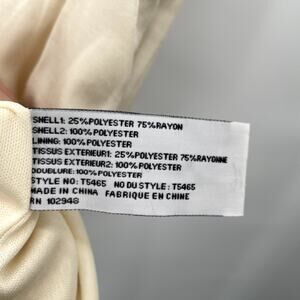 SHELL1: 25%POLYESTER 75%RAYON
SHELL2: 100%POLYESTER
LINING: 100%POLYESTER
TISSUS EXTERIEUR1: 25%POLYESTER 75%RAYONNE
TISSUS EXTERIEUR2: 100%POLYESTER
DOUBLURE: 100%POLYESTER
STYLE NO: T5465 NO DU STYLE: T5465
MADE IN CHINA FABRIQUE EN CHINE
RN 102948